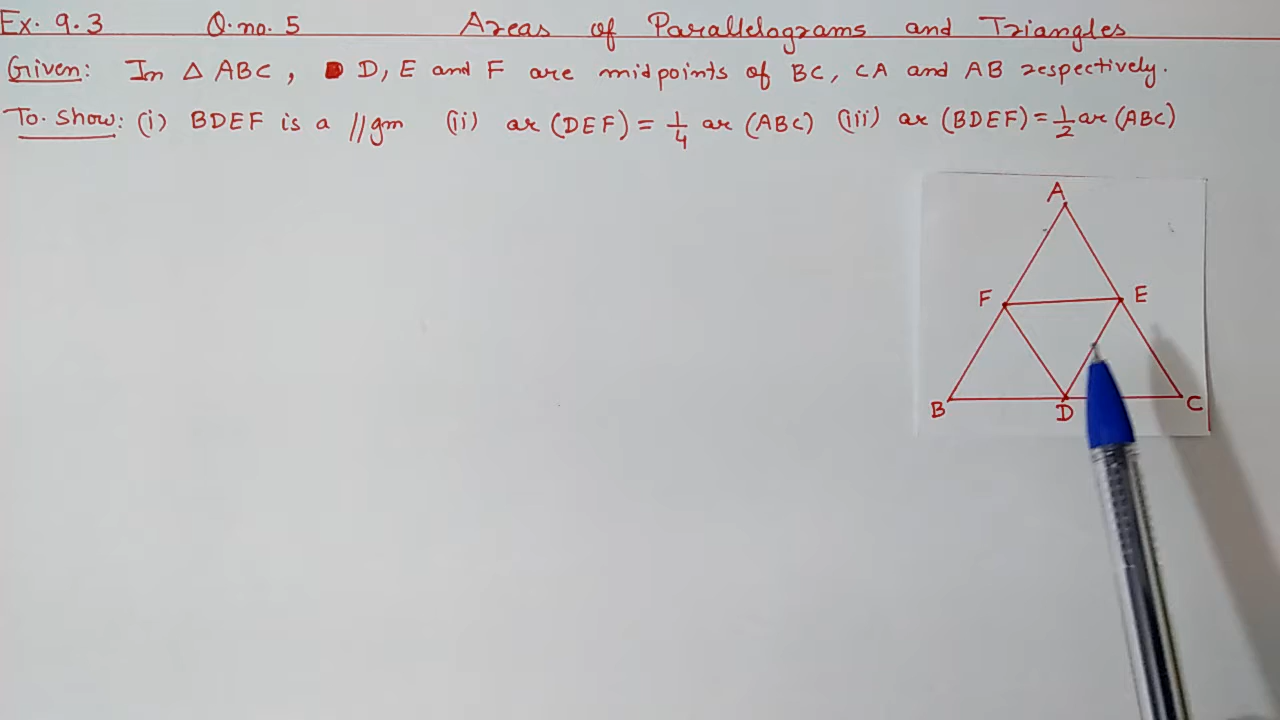 Ex. 9.3 Q.no. 5 Areas of Parallelograms and Triangles
Given: In △ ABC, D, E and F are midpoints of BC, CA and AB respectively.
To. Show: (i) BDEF is a //gm (ii) ar (DEF) = 1/4 ar (ABC) (iii) ar (BDEF) = 1/2 ar (ABC)
A
F E
B D C